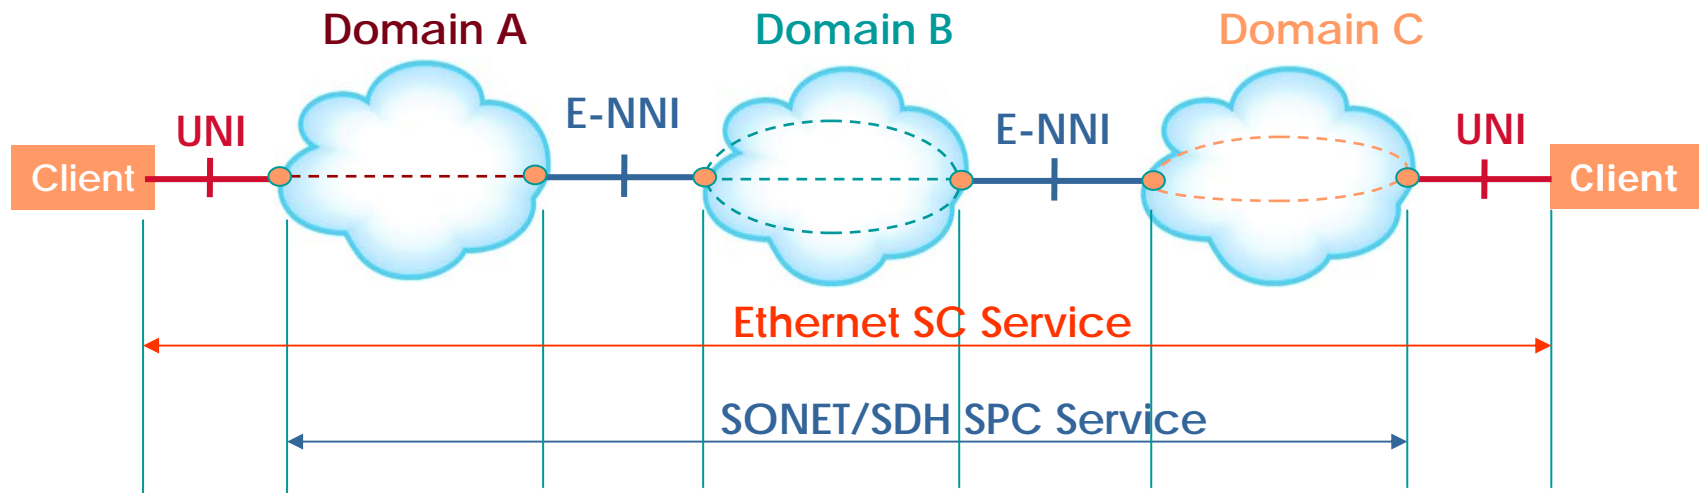 Domain A
Domain B
Domain C
UNI
E-NNI
E-NNI
UNI
Client
Client
Ethernet SC Service
SONET/SDH SPC Service